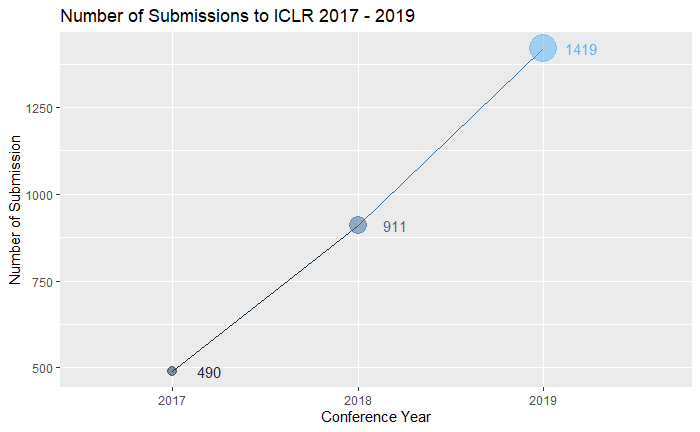 Number of Submissions to ICLR 2017 - 2019
1419
1250
1000
911
750
500
490
2017 2018 2019
Conference Year
Number of Submission